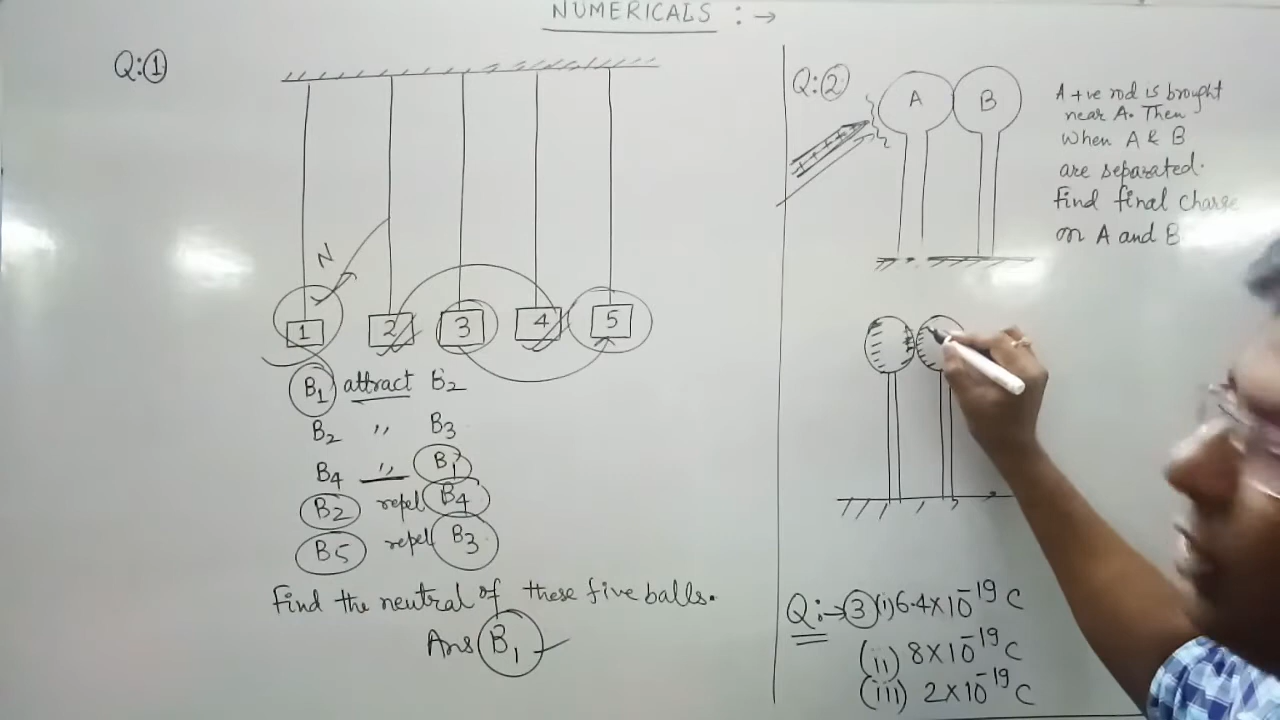 NUMERICALS :→
Q:①
1 2 3 4 5
N
B₁ attract B₂
B₂ ,, B₃
B₄ ,, B₁
B₂ repel B₄
B5 repel B₃
Find the neutral of these five balls.
Ans B₁
Q:②
A B
+ + + +
A +ve rod is brought
near A. Then
when A & B
are separated.
Find final charge
on A and B
Q:→③ (i) 6.4×10⁻¹⁹ C
(ii) 8×10⁻¹⁹ C
(iii) 2×10⁻¹⁹ C